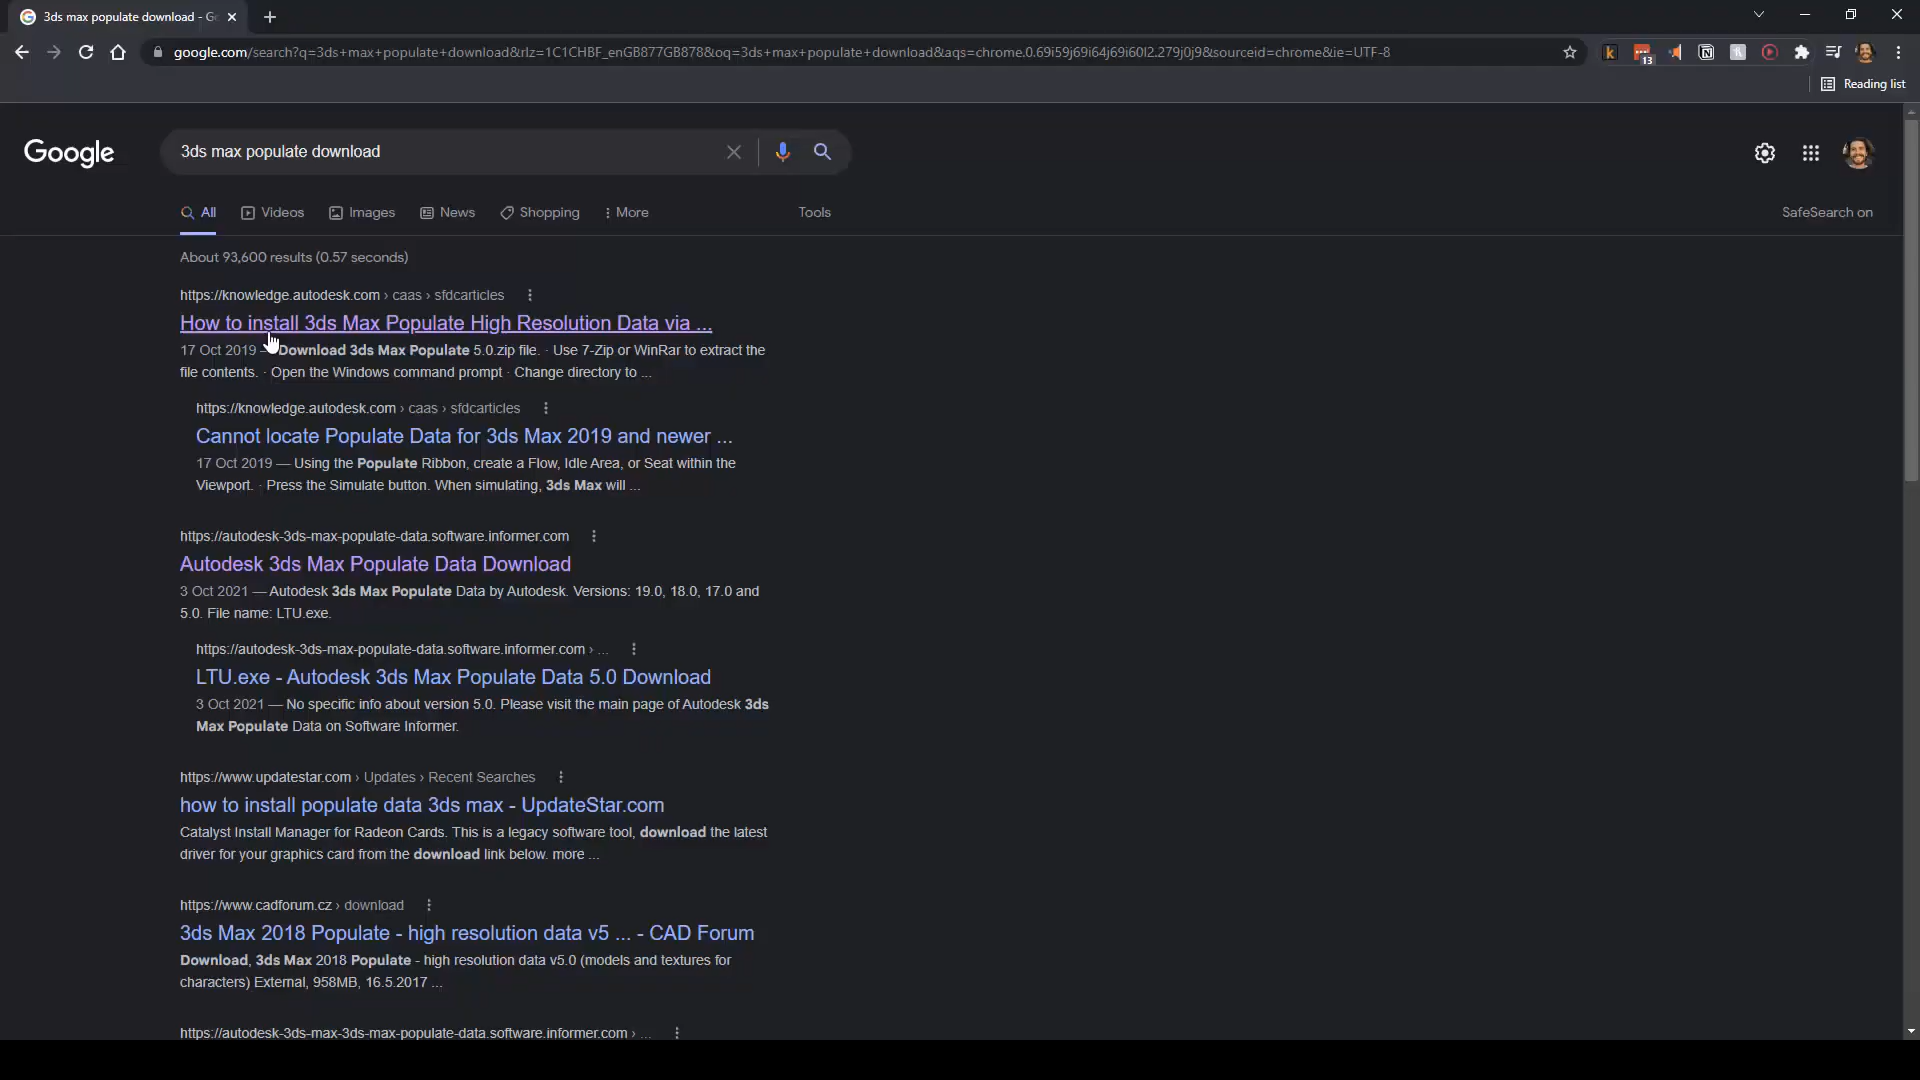 3ds max populate download - Go
google.com/search?q=3ds+max+populate+download&rlz=1C1CHBF_enGB877GB878&oq=3ds+max+populate+download&aqs=chrome.0.69i59j69i64j69i60l2.279j0j9&sourceid=chrome&ie=UTF-8
13
Reading list
Google
3ds max populate download
All Videos Images News Shopping More Tools SafeSearch on
About 93,600 results (0.57 seconds)
https://knowledge.autodesk.com › caas › sfdcarticles
How to install 3ds Max Populate High Resolution Data via ...
17 Oct 2019 — Download 3ds Max Populate 5.0.zip file. · Use 7-Zip or WinRar to extract the
file contents. · Open the Windows command prompt · Change directory to ...
https://knowledge.autodesk.com › caas › sfdcarticles
Cannot locate Populate Data for 3ds Max 2019 and newer ...
17 Oct 2019 — Using the Populate Ribbon, create a Flow, Idle Area, or Seat within the
Viewport. · Press the Simulate button. When simulating, 3ds Max will ...
https://autodesk-3ds-max-populate-data.software.informer.com
Autodesk 3ds Max Populate Data Download
3 Oct 2021 — Autodesk 3ds Max Populate Data by Autodesk. Versions: 19.0, 18.0, 17.0 and
5.0. File name: LTU.exe.
https://autodesk-3ds-max-populate-data.software.informer.com › ...
LTU.exe - Autodesk 3ds Max Populate Data 5.0 Download
3 Oct 2021 — No specific info about version 5.0. Please visit the main page of Autodesk 3ds
Max Populate Data on Software Informer.
https://www.updatestar.com › Updates › Recent Searches
how to install populate data 3ds max - UpdateStar.com
Catalyst Install Manager for Radeon Cards. This is a legacy software tool, download the latest
driver for your graphics card from the download link below. more ...
https://www.cadforum.cz › download
3ds Max 2018 Populate - high resolution data v5 ... - CAD Forum
Download, 3ds Max 2018 Populate - high resolution data v5.0 (models and textures for
characters) External, 958MB, 16.5.2017 ...
https://autodesk-3ds-max-3ds-max-populate-data.software.informer.com › ...